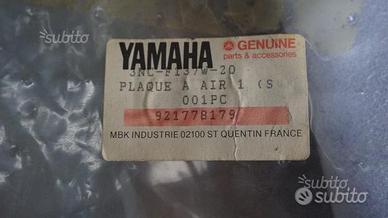 subito
YAMAHA
GENUINE
parts & accessories
3NC-F137W-20
PLAQUE A AIR 1 (S
001PC
921778179
MBK INDUSTRIE 02100 ST QUENTIN FRANCE
subito
subito